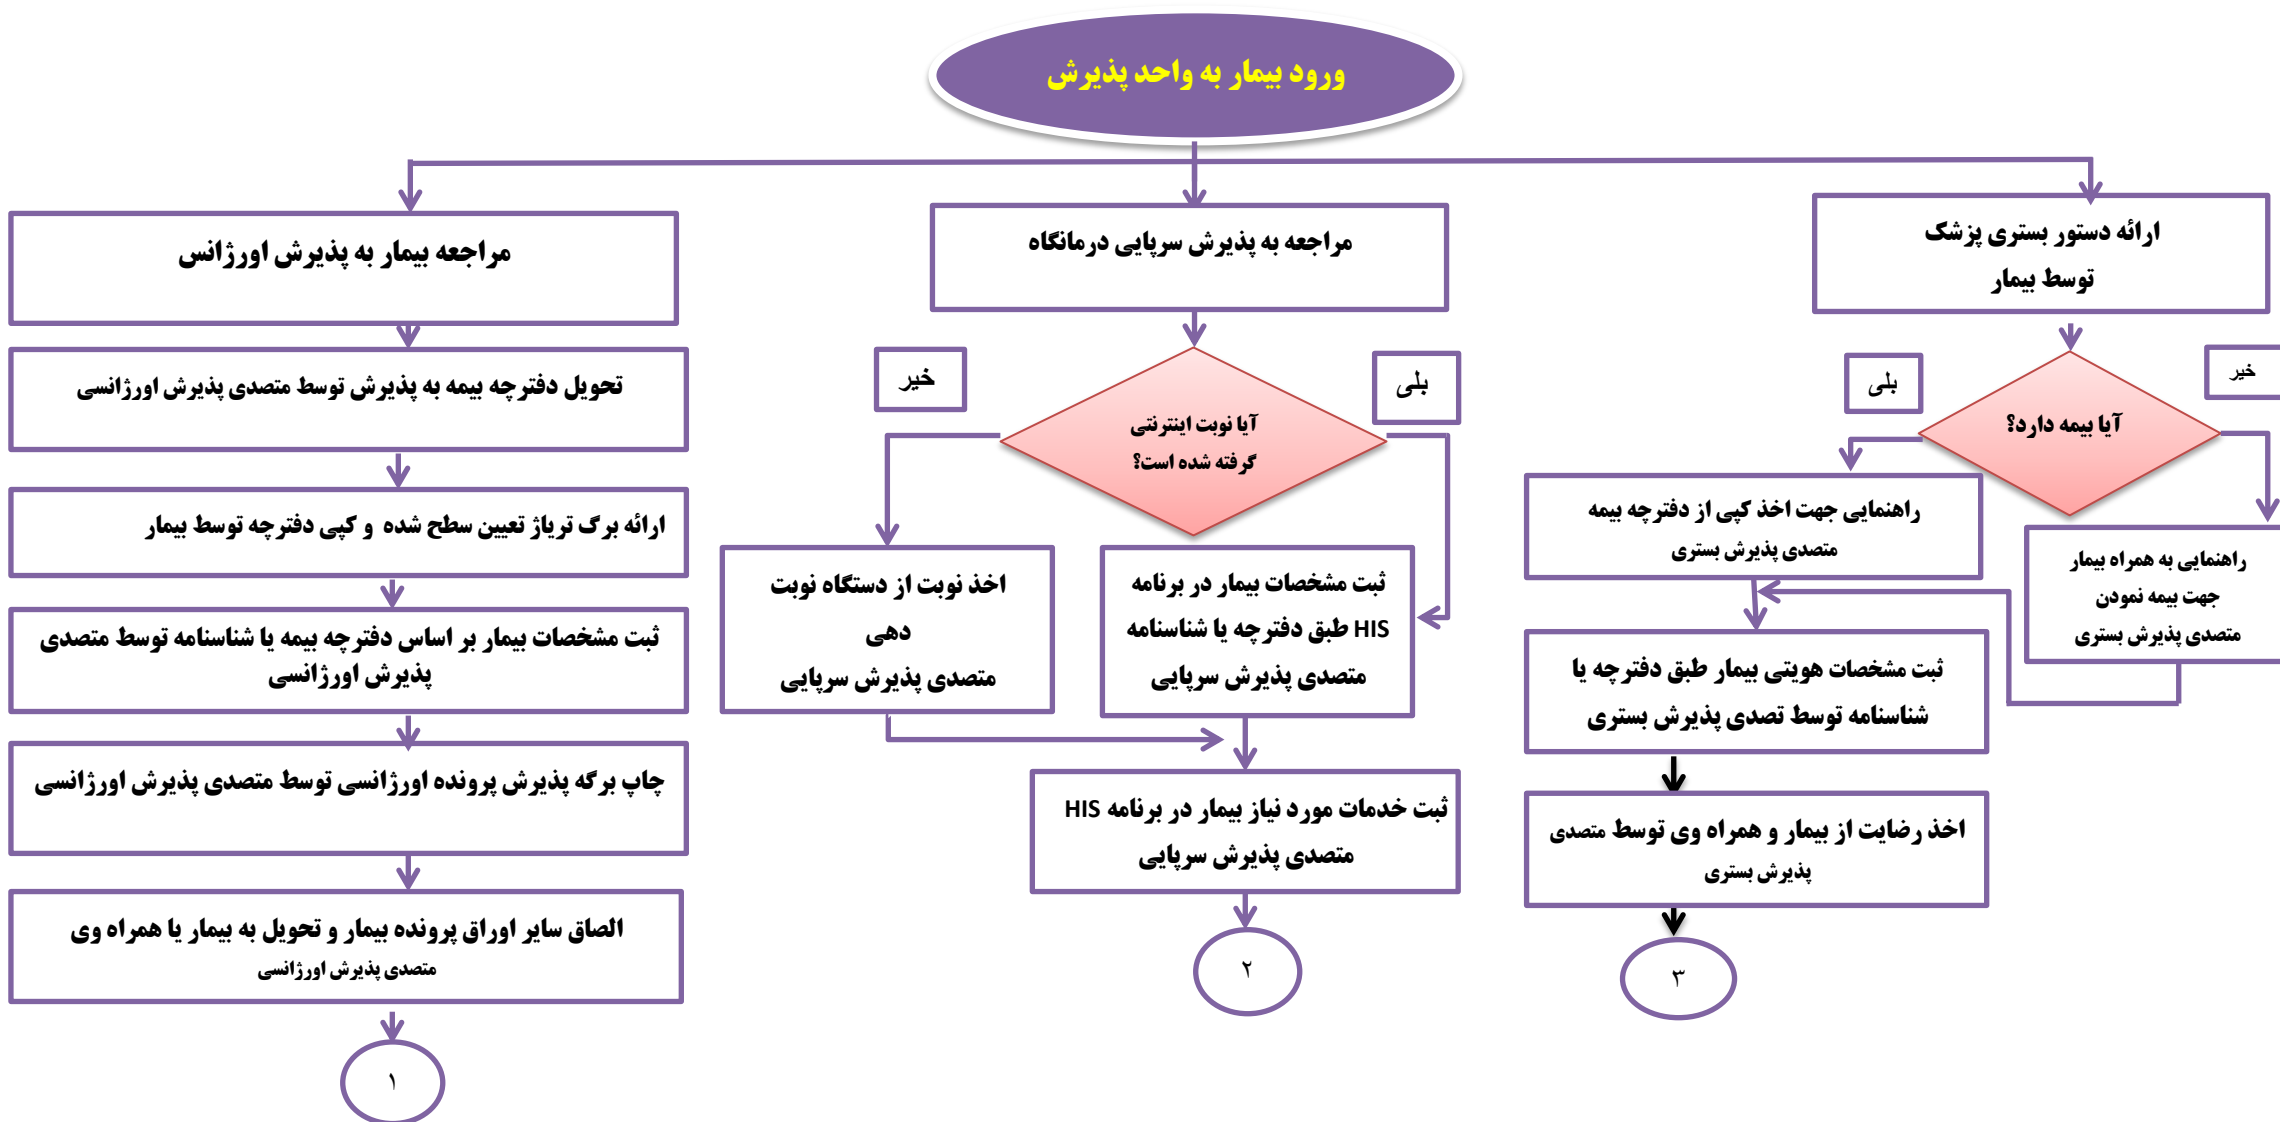 ورود بیمار به واحد پذیرش
ارائه دستور بستری پزشک
توسط بیمار
خیر
بلی
آیا بیمه دارد؟
راهنمایی جهت اخذ کپی از دفترچه بیمه
متصدی پذیرش بستری
راهنمایی به همراه بیمار
جهت بیمه نمودن
متصدی پذیرش بستری
ثبت مشخصات هویتی بیمار طبق دفترچه یا
شناسنامه توسط تصدی پذیرش بستری
اخذ رضایت از بیمار و همراه وی توسط متصدی
پذیرش بستری
۳
مراجعه به پذیرش سرپایی درمانگاه
بلی
خیر
آیا نوبت اینترنتی
گرفته شده است؟
ثبت مشخصات بیمار در برنامه
HIS طبق دفترچه یا شناسنامه
متصدی پذیرش سرپایی
اخذ نوبت از دستگاه نوبت
دهی
متصدی پذیرش سرپایی
ثبت خدمات مورد نیاز بیمار در برنامه HIS
متصدی پذیرش سرپایی
۲
مراجعه بیمار به پذیرش اورژانس
تحویل دفترچه بیمه به پذیرش توسط متصدی پذیرش اورژانسی
ارائه برگ تریاژ تعیین سطح شده و کپی دفترچه توسط بیمار
ثبت مشخصات بیمار بر اساس دفترچه بیمه یا شناسنامه توسط متصدی
پذیرش اورژانسی
چاپ برگه پذیرش پرونده اورژانسی توسط متصدی پذیرش اورژانسی
الصاق سایر اوراق پرونده بیمار و تحویل به بیمار یا همراه وی
متصدی پذیرش اورژانسی
۱